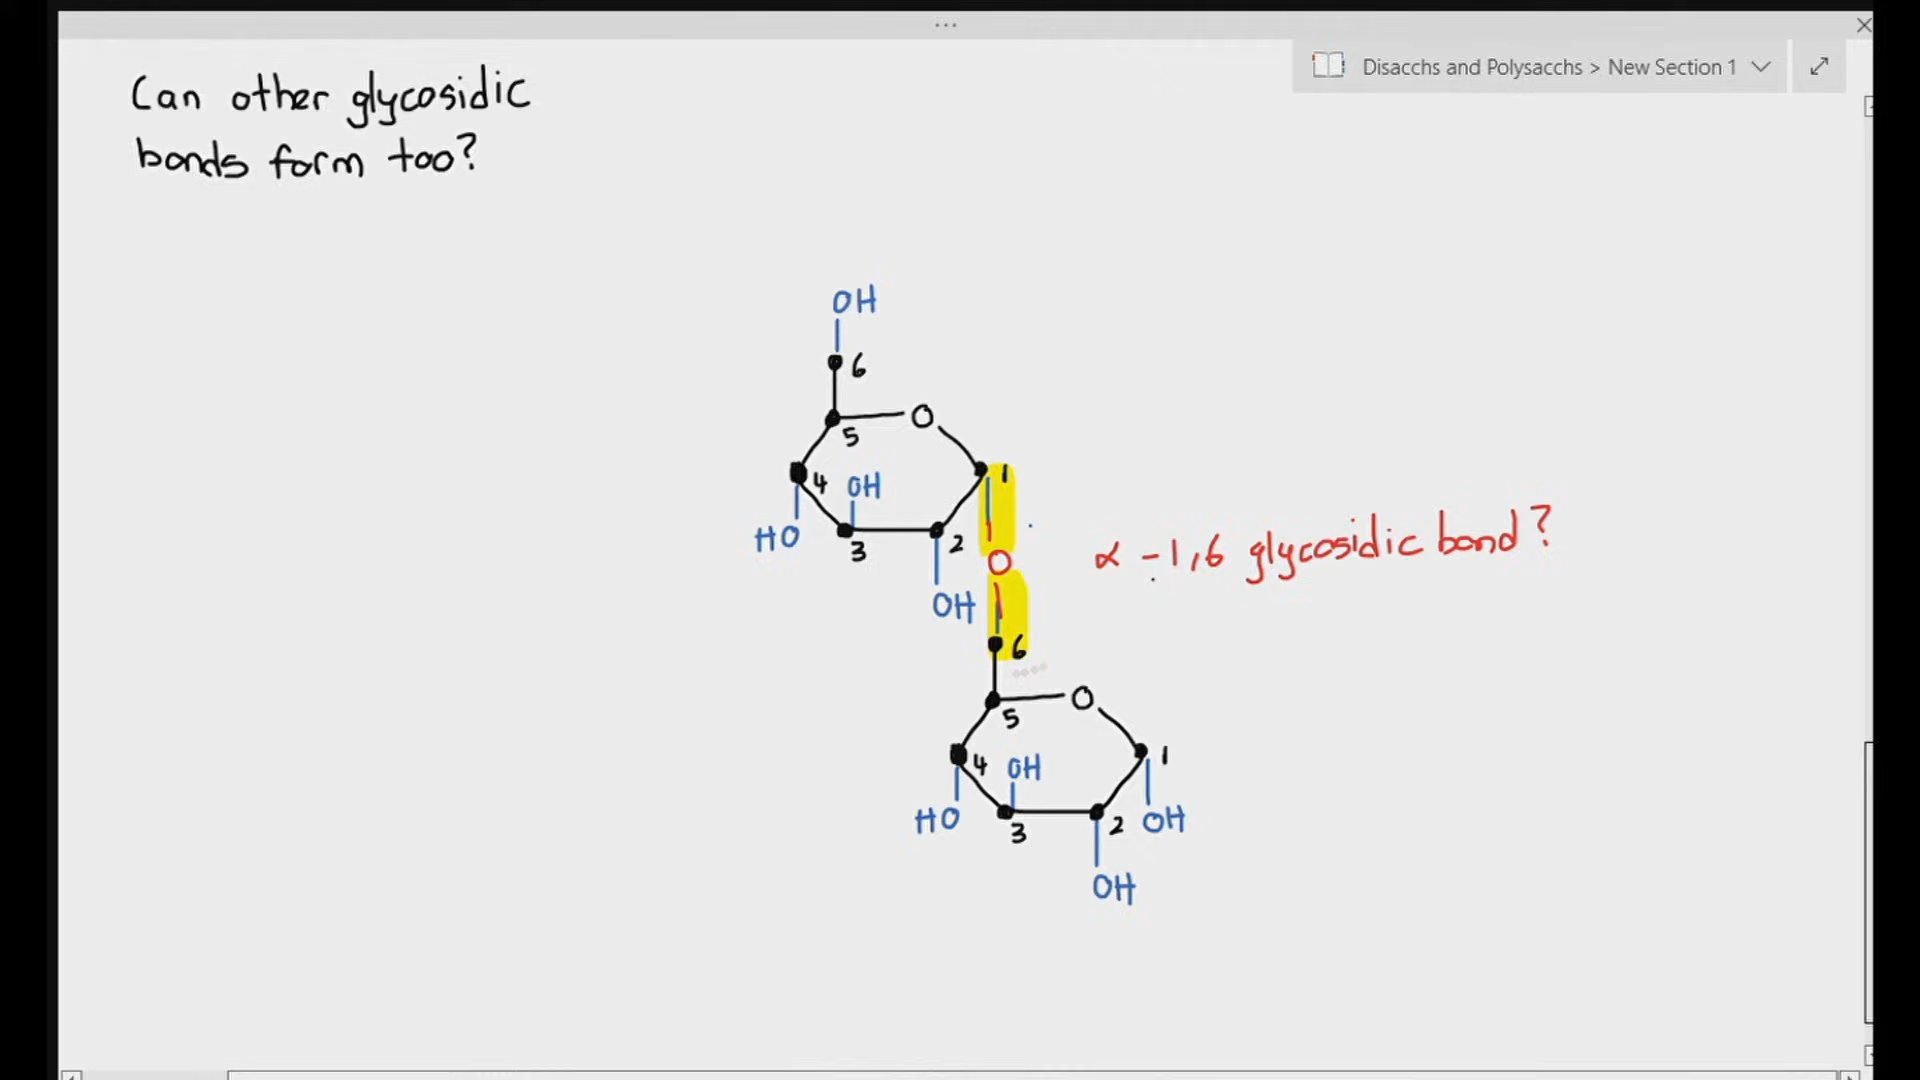 ...
Disacchs and Polysacchs > New Section 1
Can other glycosidic
bonds form too?
OH
6
5
O
4
OH
1
HO
3
2
O
OH
α -1,6 glycosidic bond?
6
5
O
4
OH
1
HO
3
2
OH
OH